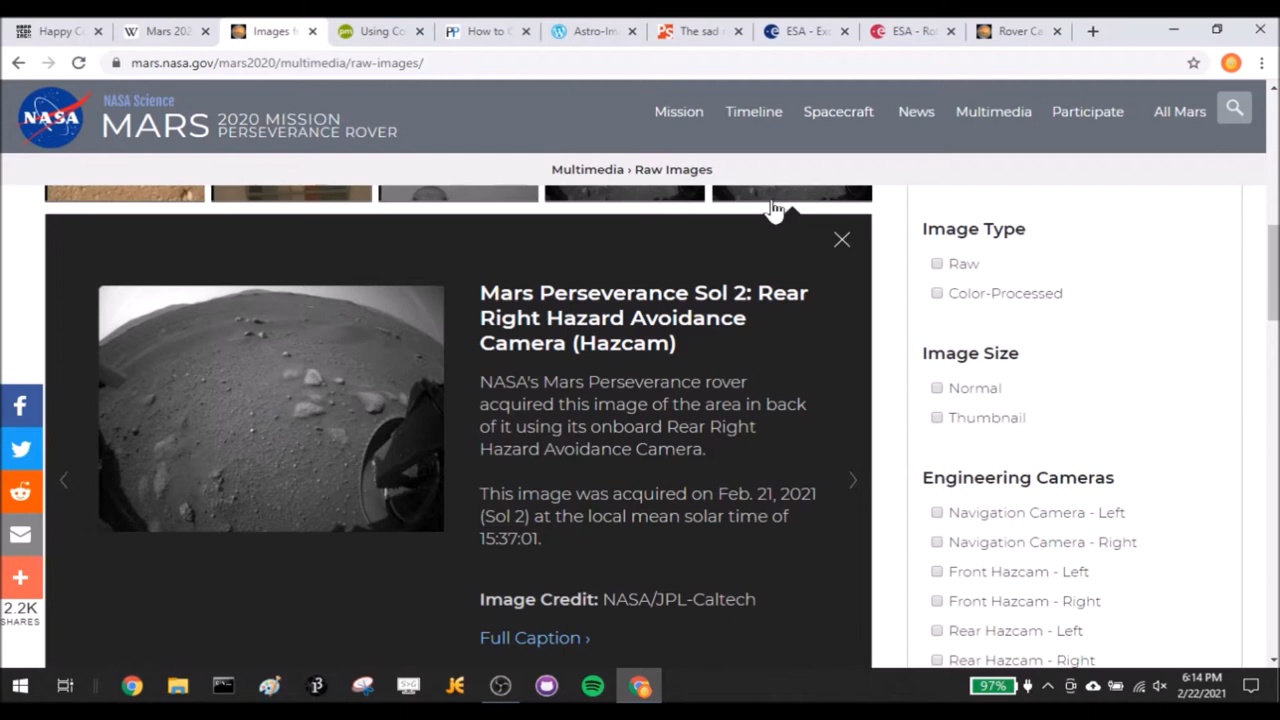 Happy C
Mars 202
Images f
Using Co
How to C
Astro-Im
The sad
ESA - Exo
ESA - Ro
Rover Ca
mars.nasa.gov/mars2020/multimedia/raw-images/
NASA
NASA Science
MARS
2020 MISSION
PERSEVERANCE ROVER
Mission
Timeline
Spacecraft
News
Multimedia
Participate
All Mars
Multimedia › Raw Images
Mars Perseverance Sol 2: Rear
Right Hazard Avoidance
Camera (Hazcam)
NASA's Mars Perseverance rover
acquired this image of the area in back
of it using its onboard Rear Right
Hazard Avoidance Camera.
This image was acquired on Feb. 21, 2021
(Sol 2) at the local mean solar time of
15:37:01.
Image Credit: NASA/JPL-Caltech
Full Caption ›
2.2K
SHARES
Image Type
Raw
Color-Processed
Image Size
Normal
Thumbnail
Engineering Cameras
Navigation Camera - Left
Navigation Camera - Right
Front Hazcam - Left
Front Hazcam - Right
Rear Hazcam - Left
Rear Hazcam - Right
97%
6:14 PM
2/22/2021